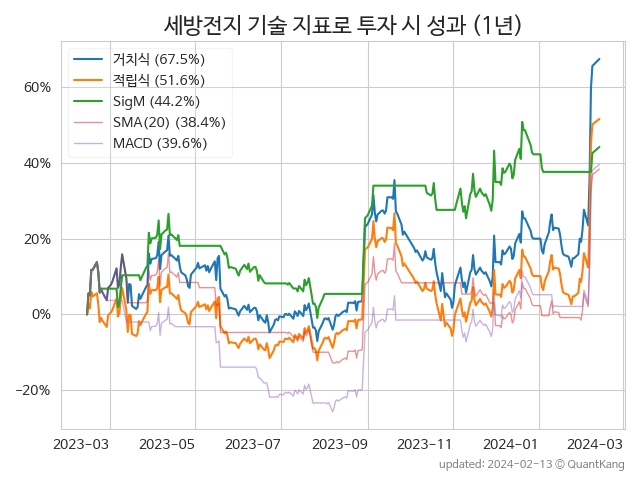 세방전지 기술 지표로 투자 시 성과 (1년)
거치식 (67.5%)
적립식 (51.6%)
SigM (44.2%)
SMA(20) (38.4%)
MACD (39.6%)
60%
40%
20%
0%
−20%
2023-03 2023-05 2023-07 2023-09 2023-11 2024-01 2024-03
updated: 2024-02-13 ⓒ QuantKang